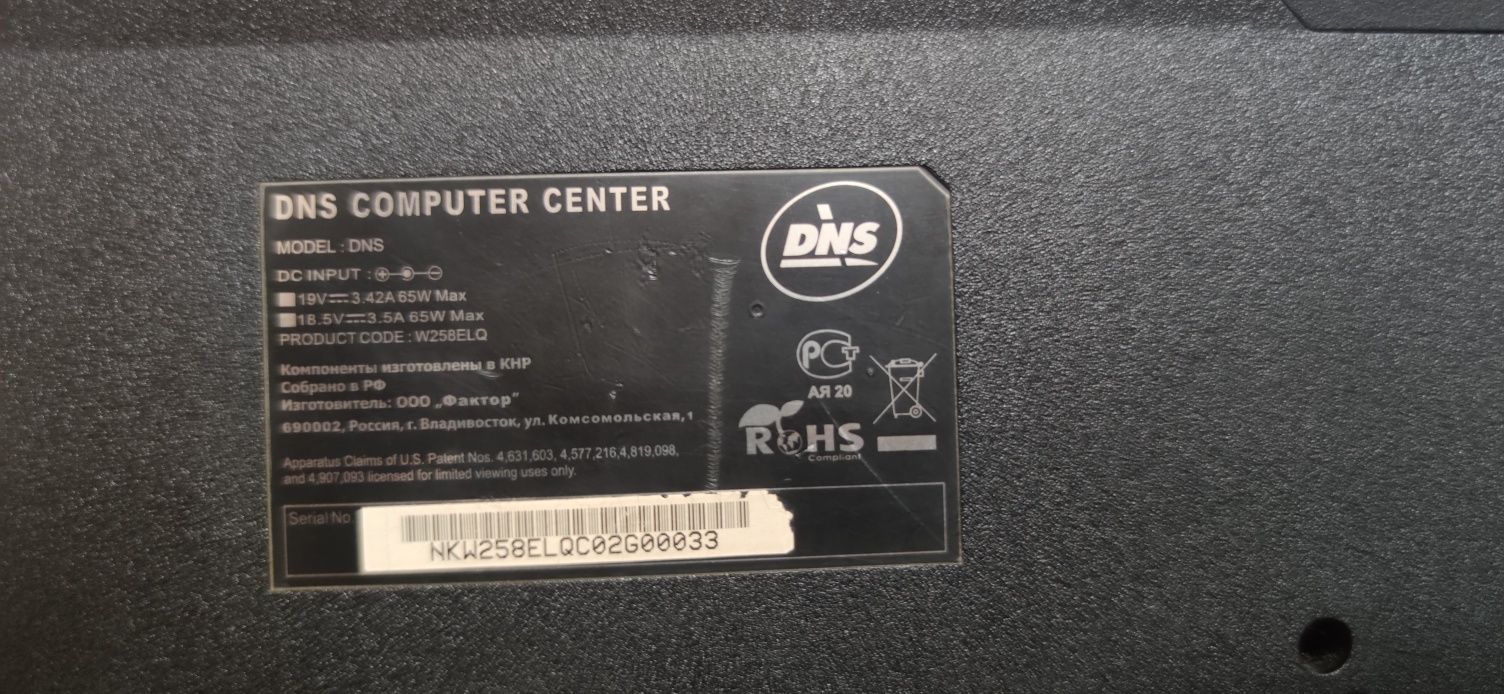 DNS COMPUTER CENTER
DNS
MODEL : DNS
DC INPUT :
19V 3.42A 65W Max
18.5V 3.5A 65W Max
PRODUCT CODE : W258ELQ
Компоненты изготовлены в КНР
Собрано в РФ
Изготовитель: ООО „Фактор"
690002, Россия, г. Владивосток, ул. Комсомольская,1
РСТ
АЯ 20
ROHS
Compliant
Apparatus Claims of U.S. Patent Nos. 4,631,603, 4,577,216,4,819,098,
and 4,907,093 licensed for limited viewing uses only.
Serial No.
NKW258ELQC02G00033